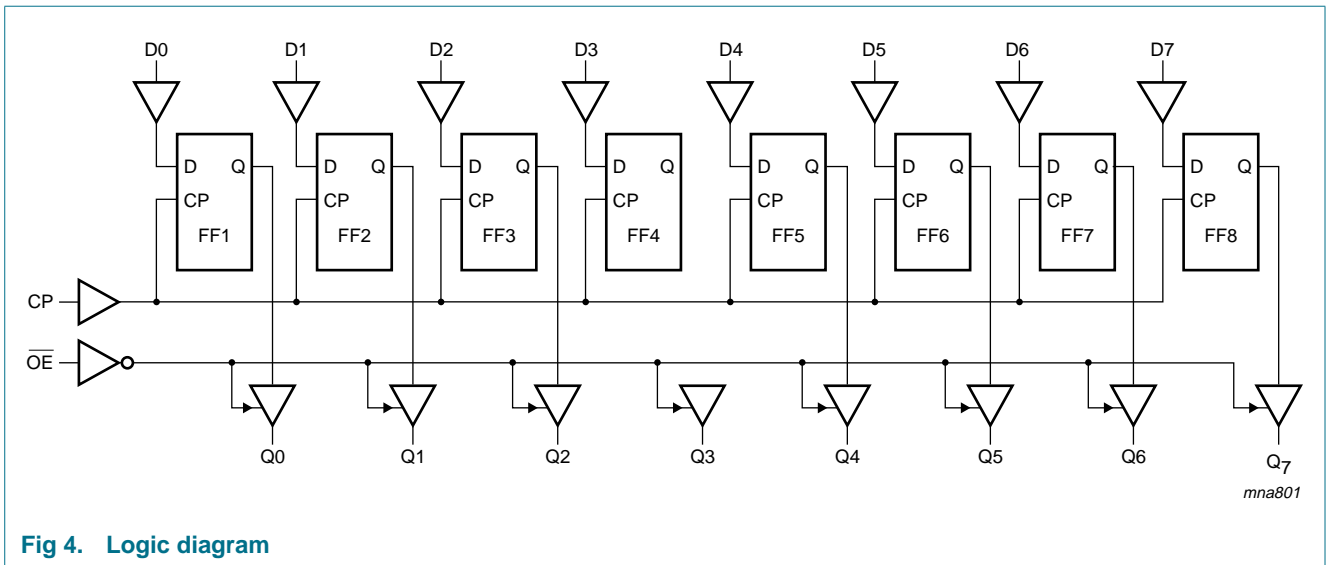 D0 D1 D2 D3 D4 D5 D6 D7
D Q D Q D Q D D Q D Q D Q D Q
CP CP CP CP CP CP CP CP
FF1 FF2 FF3 FF4 FF5 FF6 FF7 FF8
CP
O̅E̅
Q0 Q1 Q2 Q3 Q4 Q5 Q6 Q7
mna801
Fig 4. Logic diagram